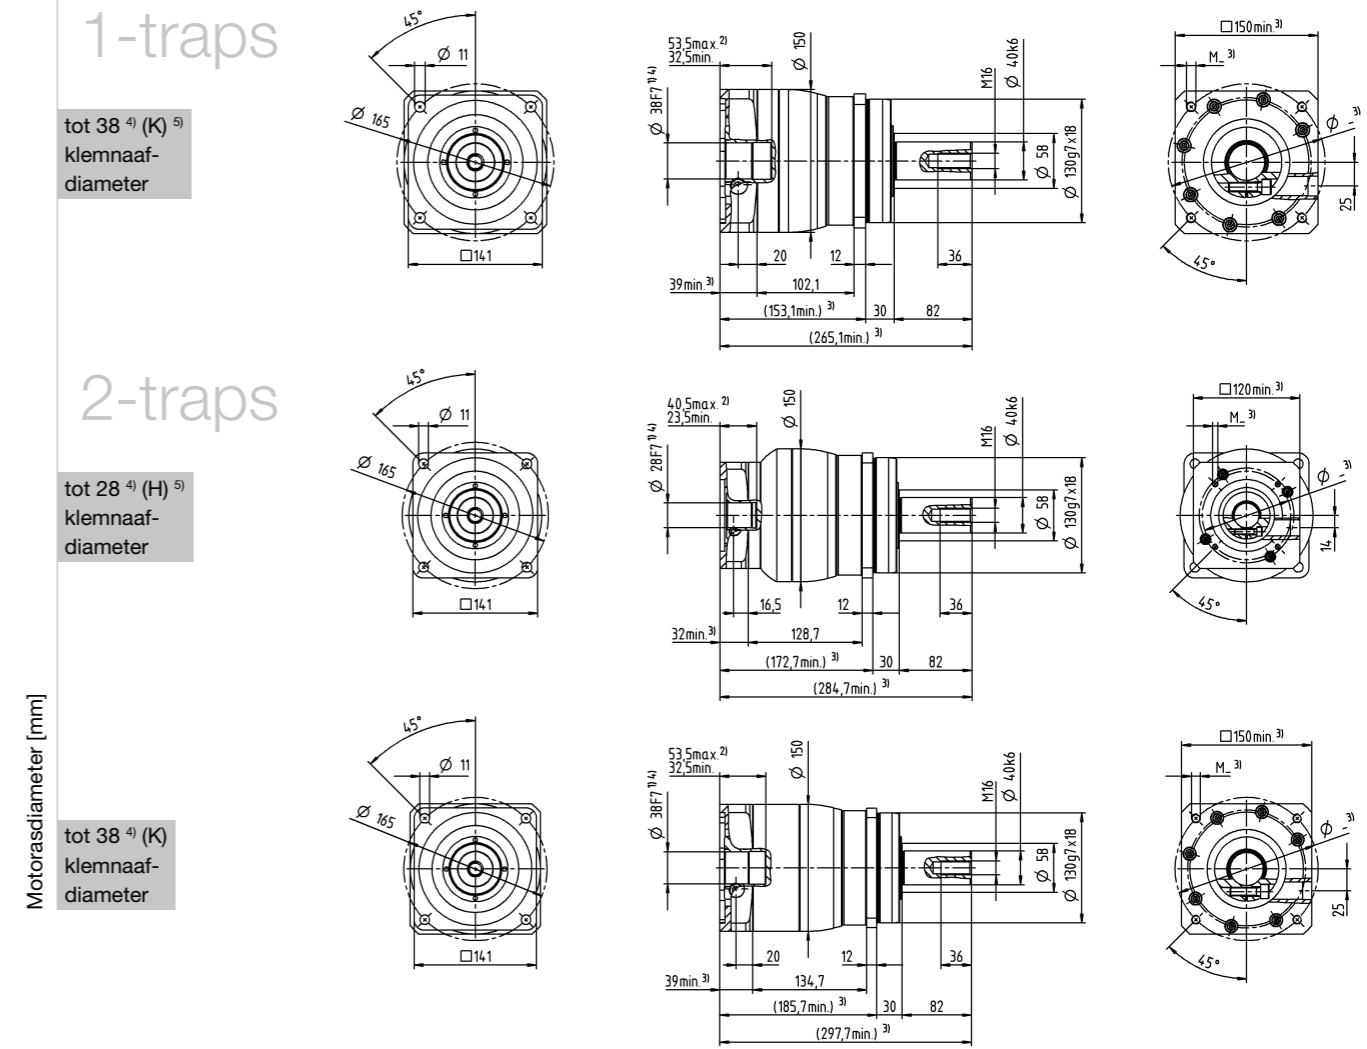 1-traps
tot 38 ⁴⁾ (K) ⁵⁾
klemnaaf-
diameter
45°
Ø 11
Ø 165
□141
53,5max. ²⁾
32,5min.
Ø 150
Ø 38F7 ¹⁾ ⁴⁾
M16
Ø 40k6
Ø 58
Ø 130g7x18
20
12
36
39min. ³⁾
102,1
(153,1min.) ³⁾
30
82
(265,1min.) ³⁾
□150min. ³⁾
M_ ³⁾
Ø _ ³⁾
25
45°
2-traps
tot 28 ⁴⁾ (H) ⁵⁾
klemnaaf-
diameter
45°
Ø 11
Ø 165
□141
40,5max. ²⁾
23,5min.
Ø 150
Ø 28F7 ¹⁾ ⁴⁾
M16
Ø 40k6
Ø 58
Ø 130g7x18
16,5
12
36
32min. ³⁾
128,7
(172,7min.) ³⁾
30
82
(284,7min.) ³⁾
□120min. ³⁾
M_ ³⁾
Ø _ ³⁾
14
45°
Motorasdiameter [mm]
tot 38 ⁴⁾ (K)
klemnaaf-
diameter
45°
Ø 11
Ø 165
□141
53,5max. ²⁾
32,5min.
Ø 150
Ø 38F7 ¹⁾ ⁴⁾
M16
Ø 40k6
Ø 58
Ø 130g7x18
20
12
36
39min. ³⁾
134,7
(185,7min.) ³⁾
30
82
(297,7min.) ³⁾
□150min. ³⁾
M_ ³⁾
Ø _ ³⁾
25
45°